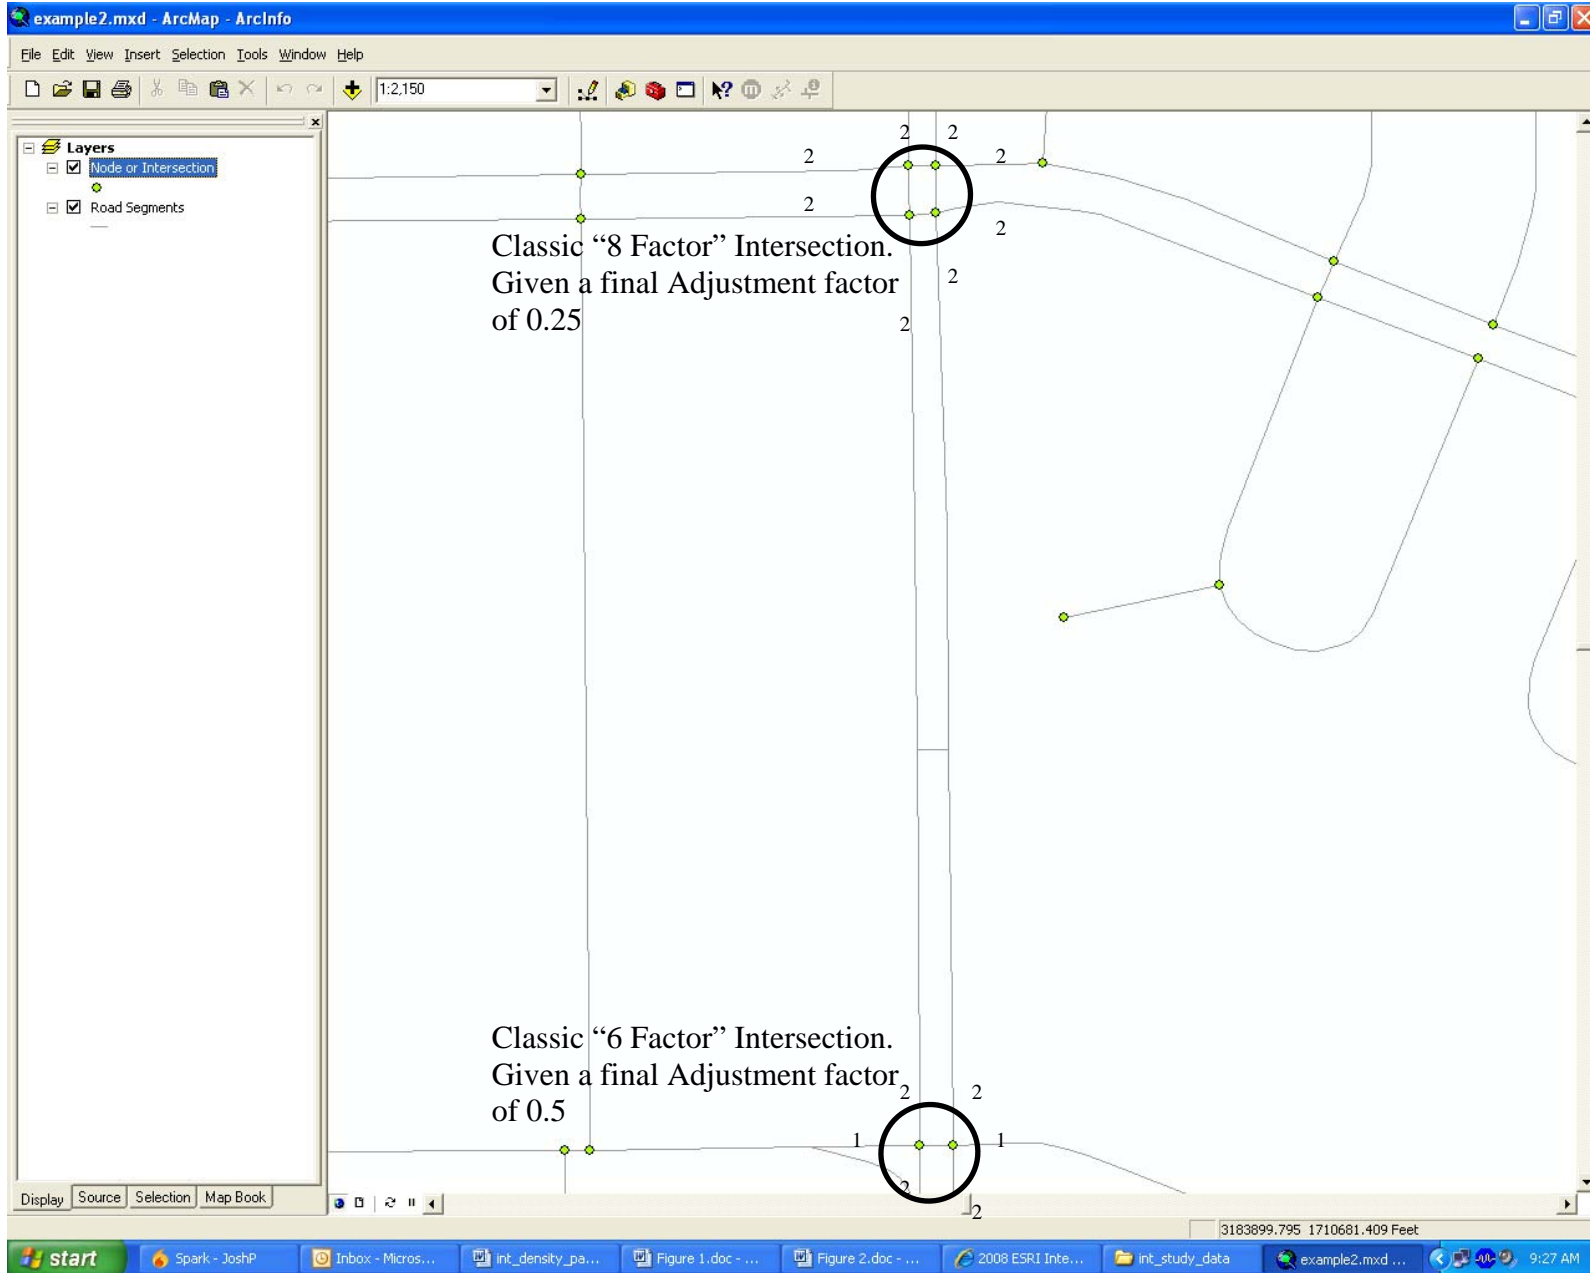 example2.mxd - ArcMap - ArcInfo
File Edit View Insert Selection Tools Window Help
1:2,150
Layers
Node or Intersection
Road Segments
2 2
2 2
2
2
Classic “8 Factor” Intersection.
Given a final Adjustment factor
of 0.25
2
2
Classic “6 Factor” Intersection.
Given a final Adjustment factor
of 0.5
2 2
1 1
2
2
Display Source Selection Map Book
3183899.795 1710681.409 Feet
start
Spark - JoshP
Inbox - Micros...
int_density_pa...
Figure 1.doc - ...
Figure 2.doc - ...
2008 ESRI Inte...
int_study_data
example2.mxd ...
9:27 AM